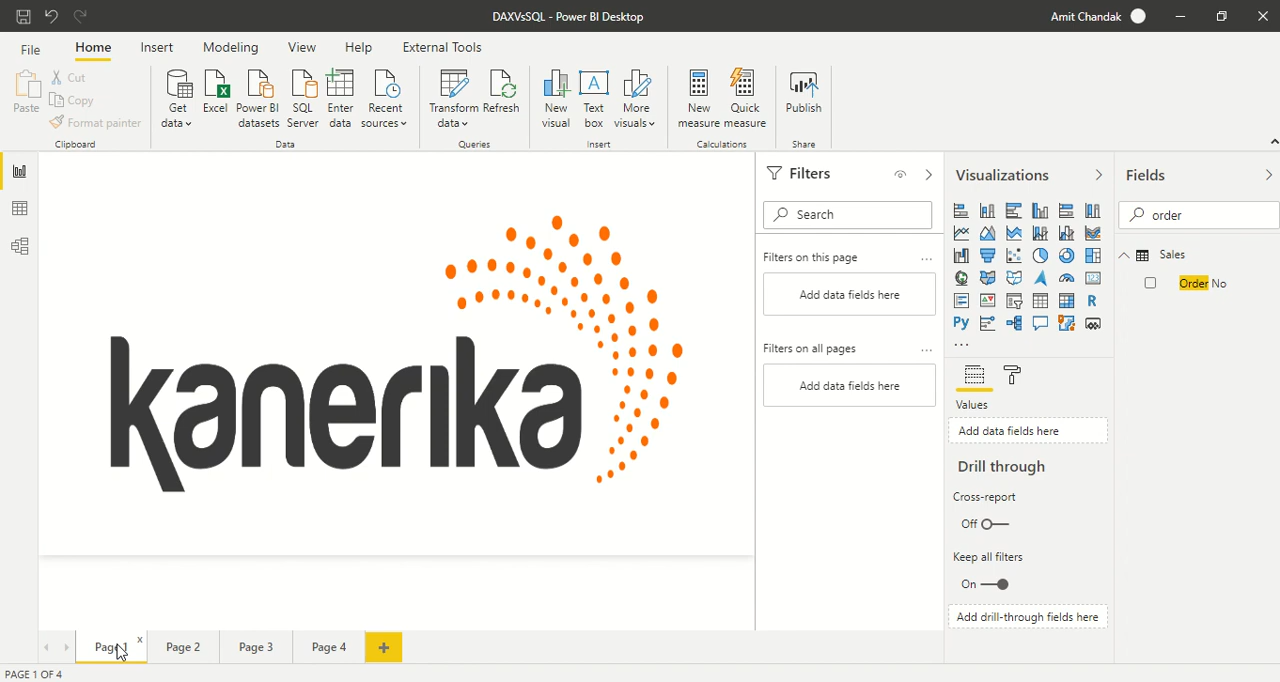 DAXVsSQL - Power BI Desktop
Amit Chandak
File
Home
Insert
Modeling
View
Help
External Tools
Paste
Cut
Copy
Format painter
Clipboard
Get
data
Excel
Power BI
datasets
SQL
Server
Enter
data
Recent
sources
Data
Transform
data
Refresh
Queries
New
visual
A
Text
box
More
visuals
Insert
New
measure
Quick
measure
Calculations
Publish
Share
kanerika
Filters
Search
Filters on this page
...
Add data fields here
Filters on all pages
...
Add data fields here
Visualizations
123
R
Py
...
Values
Add data fields here
Drill through
Cross-report
Off
Keep all filters
On
Add drill-through fields here
Fields
order
Sales
Order No
Page 1
x
Page 2
Page 3
Page 4
+
PAGE 1 OF 4